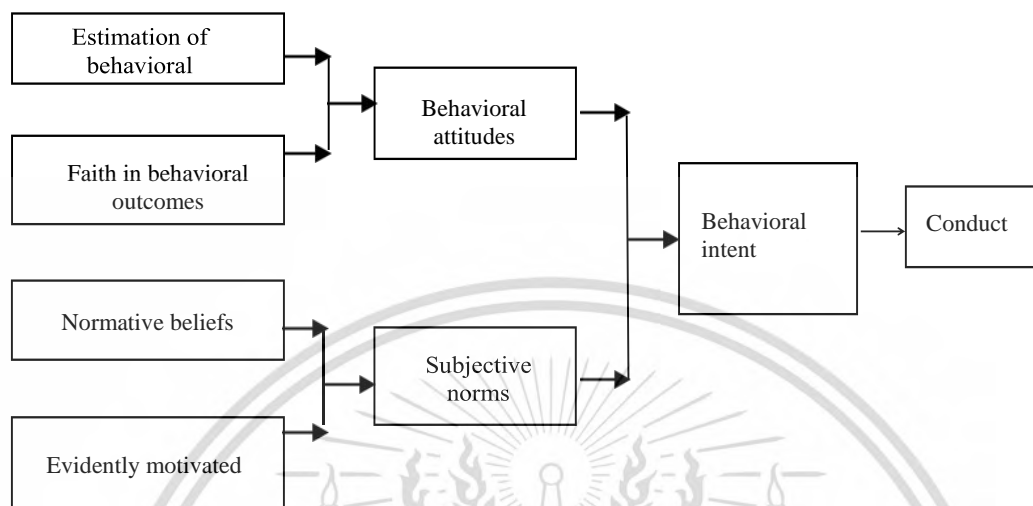 Estimation of
behavioral
Faith in behavioral
outcomes
Behavioral
attitudes
Normative beliefs
Evidently motivated
Subjective
norms
Behavioral
intent
Conduct